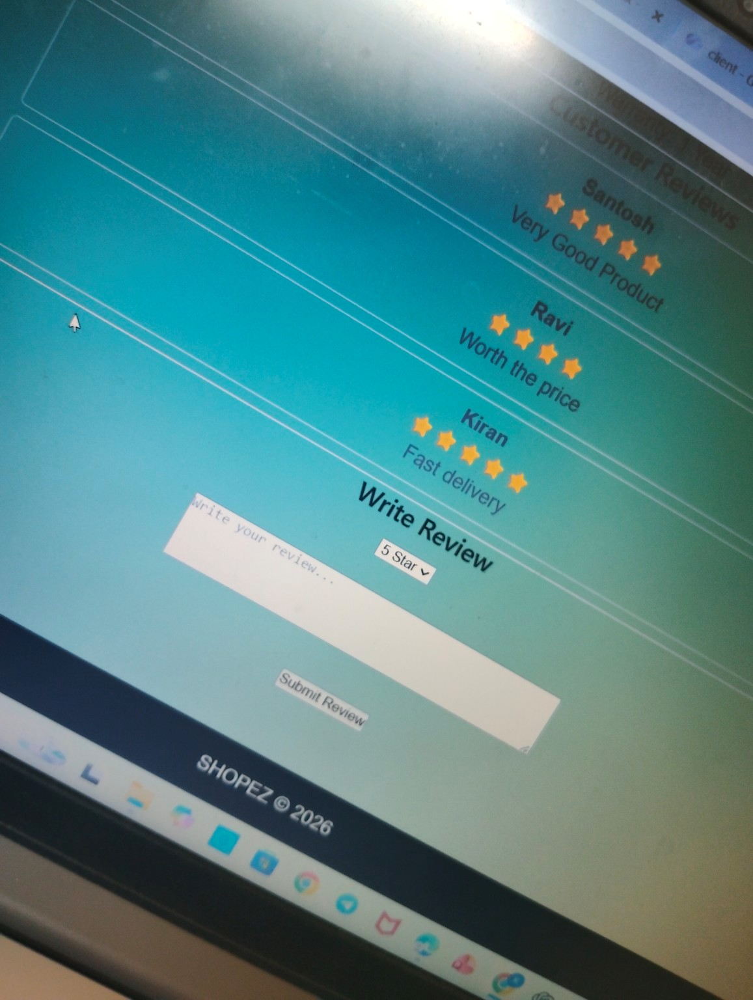 client - G
Warranty: 1 Year
Customer Reviews
Santosh
Very Good Product
Ravi
Worth the price
Kiran
Fast delivery
Write Review
5 Star
Write your review...
Submit Review
SHOPEZ © 2026